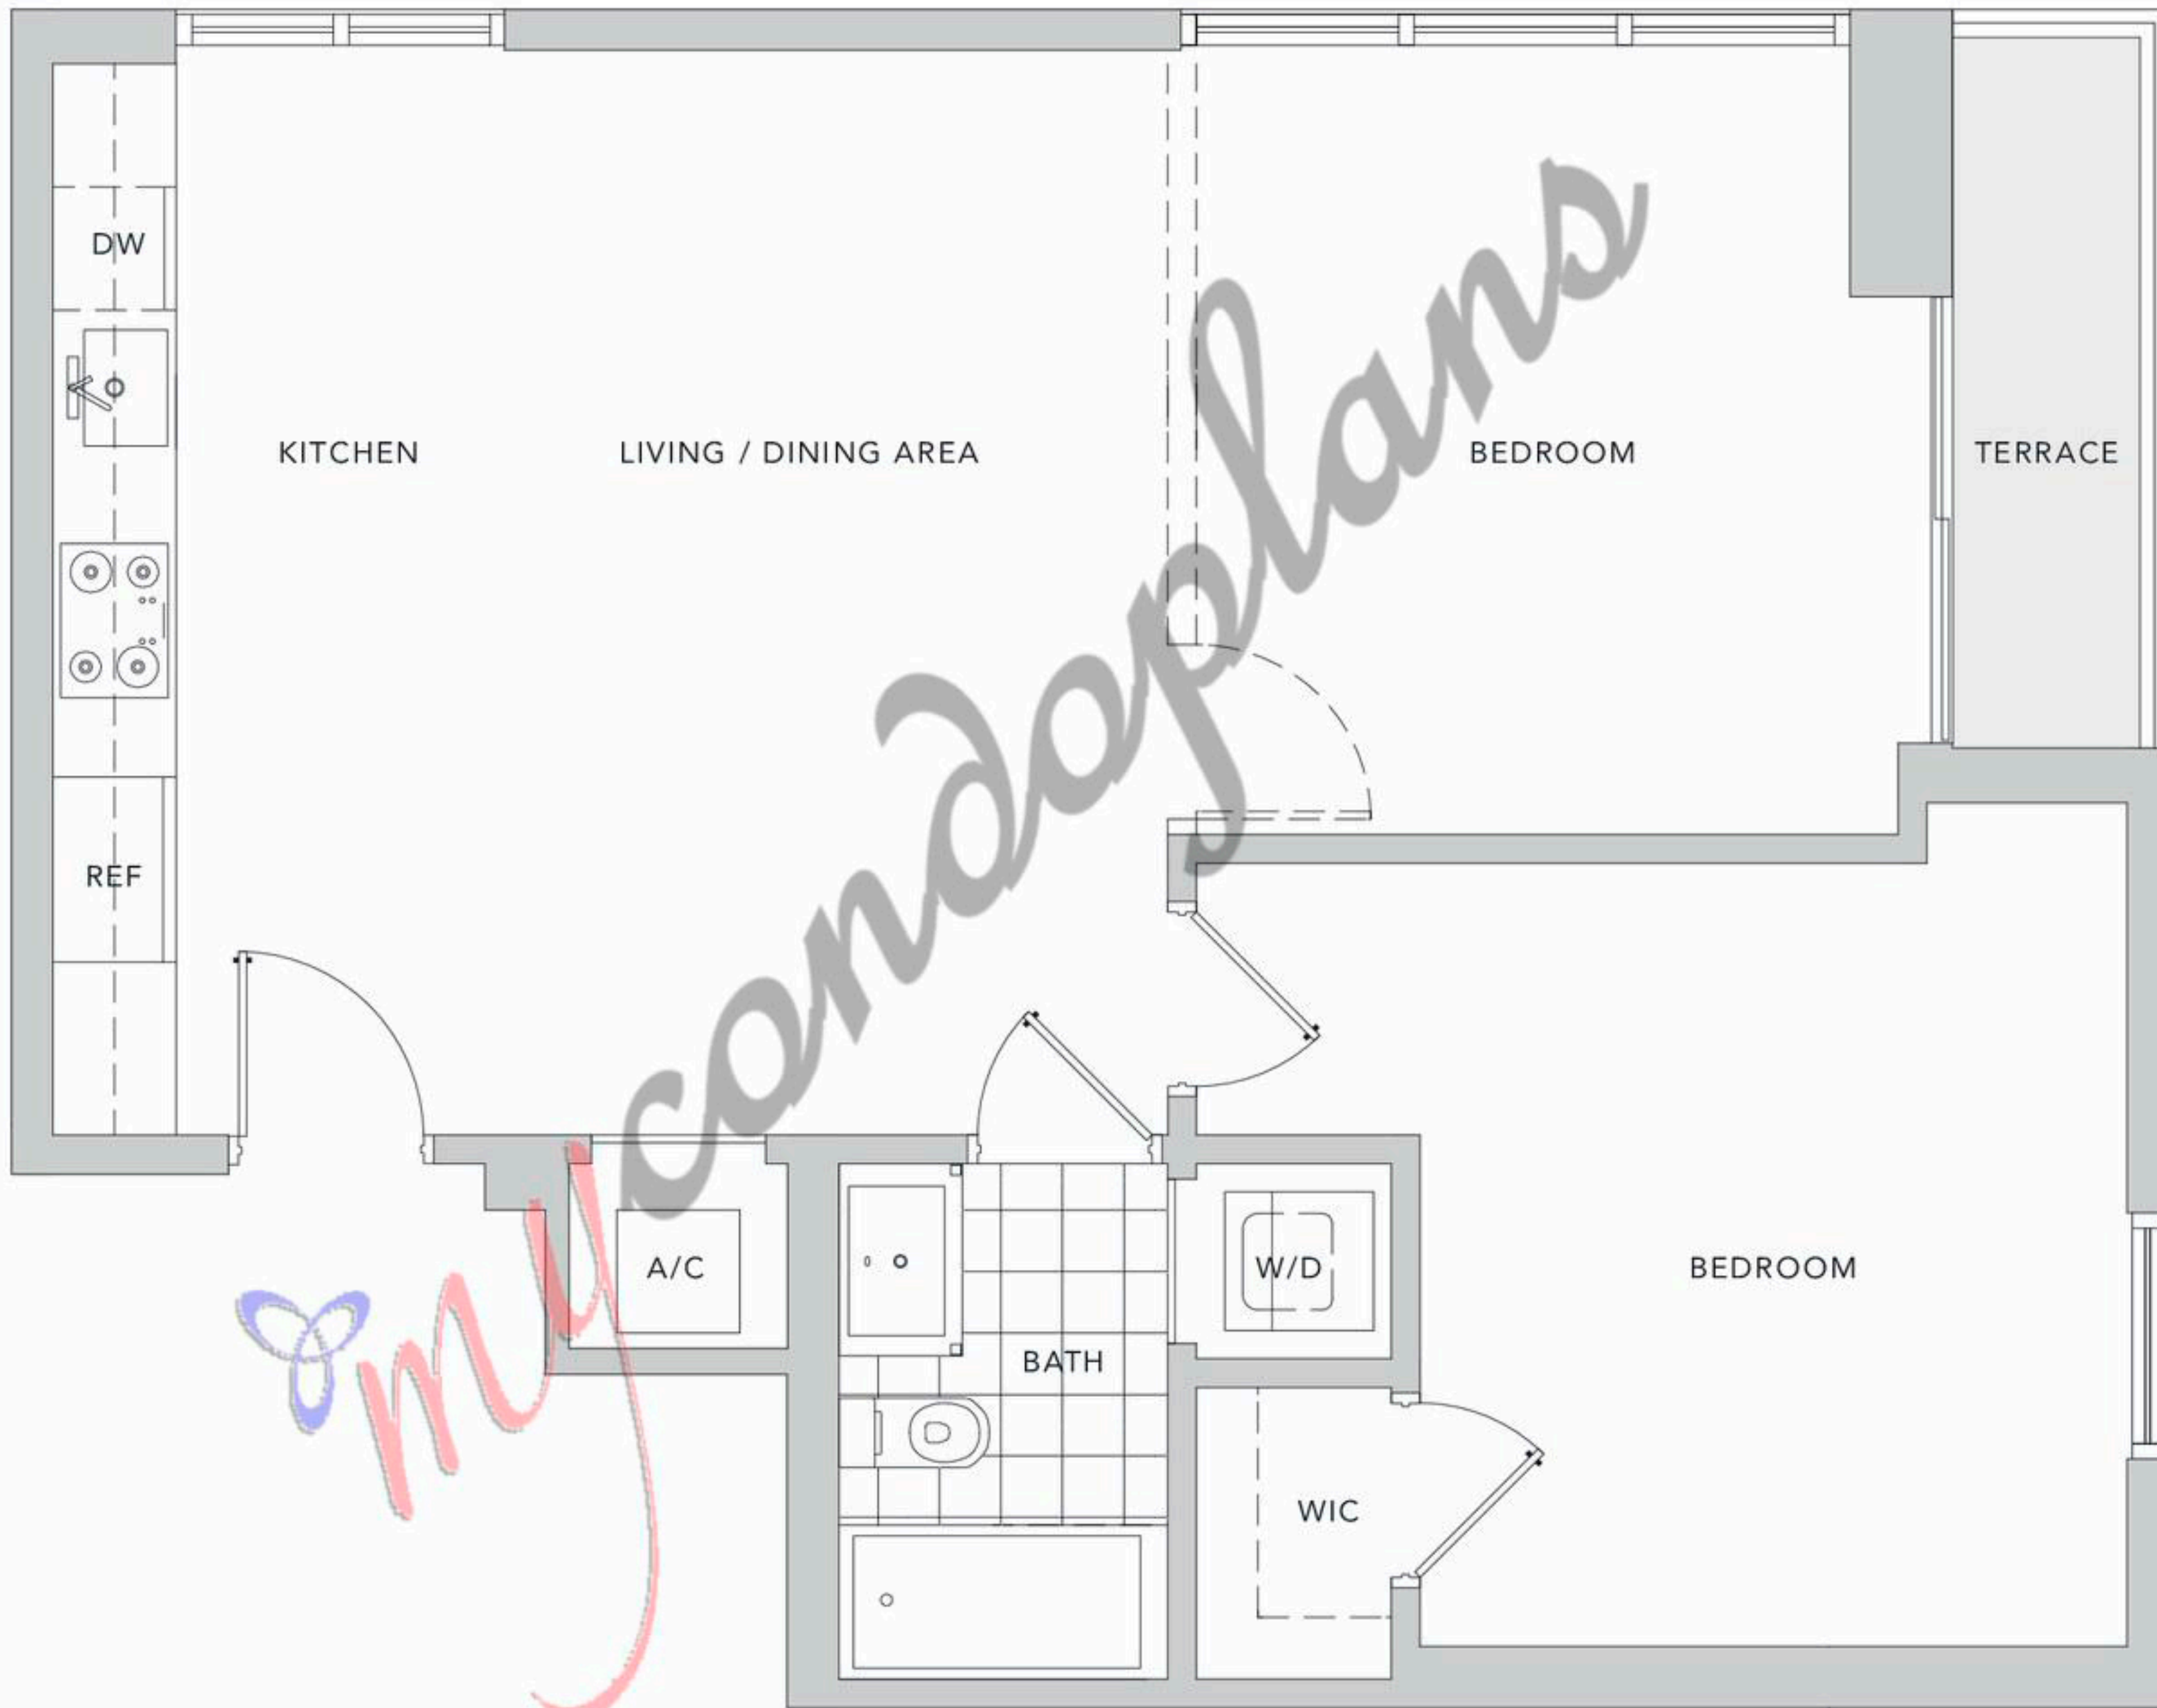 DW
KITCHEN
LIVING / DINING AREA
BEDROOM
TERRACE
REF
A/C
W/D
BEDROOM
BATH
WIC
mycondoplans